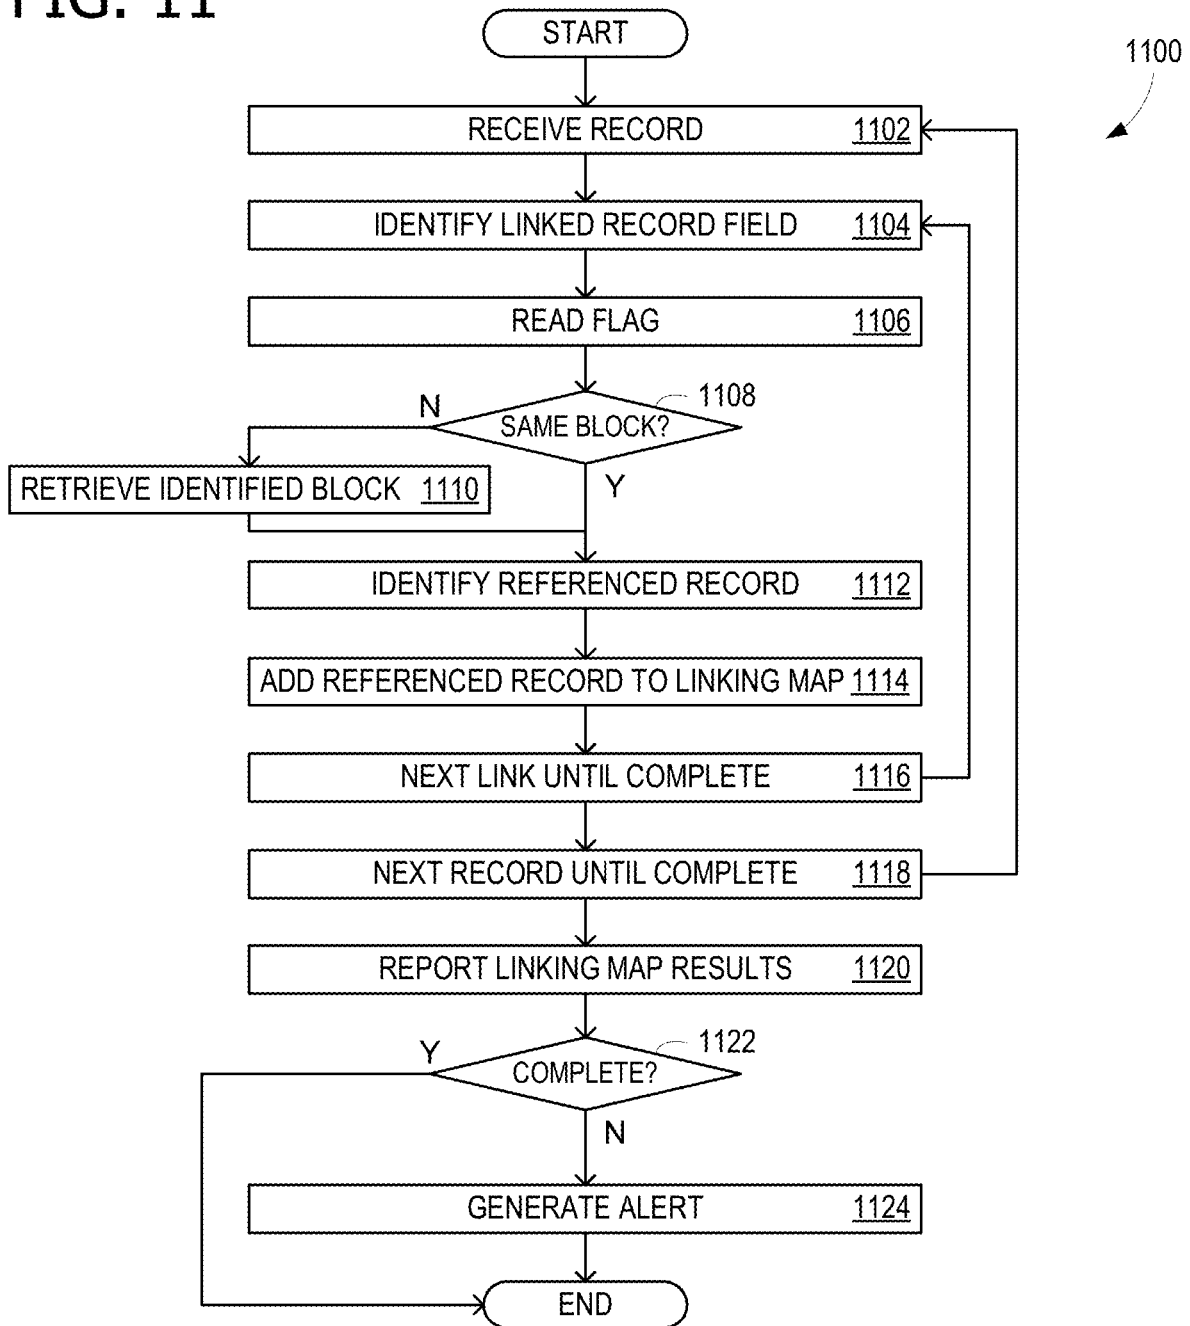 FIG. 11
START
1100
RECEIVE RECORD 1102
IDENTIFY LINKED RECORD FIELD 1104
READ FLAG 1106
1108
N
SAME BLOCK?
RETRIEVE IDENTIFIED BLOCK 1110
Y
IDENTIFY REFERENCED RECORD 1112
ADD REFERENCED RECORD TO LINKING MAP 1114
NEXT LINK UNTIL COMPLETE 1116
NEXT RECORD UNTIL COMPLETE 1118
REPORT LINKING MAP RESULTS 1120
1122
Y
COMPLETE?
N
GENERATE ALERT 1124
END